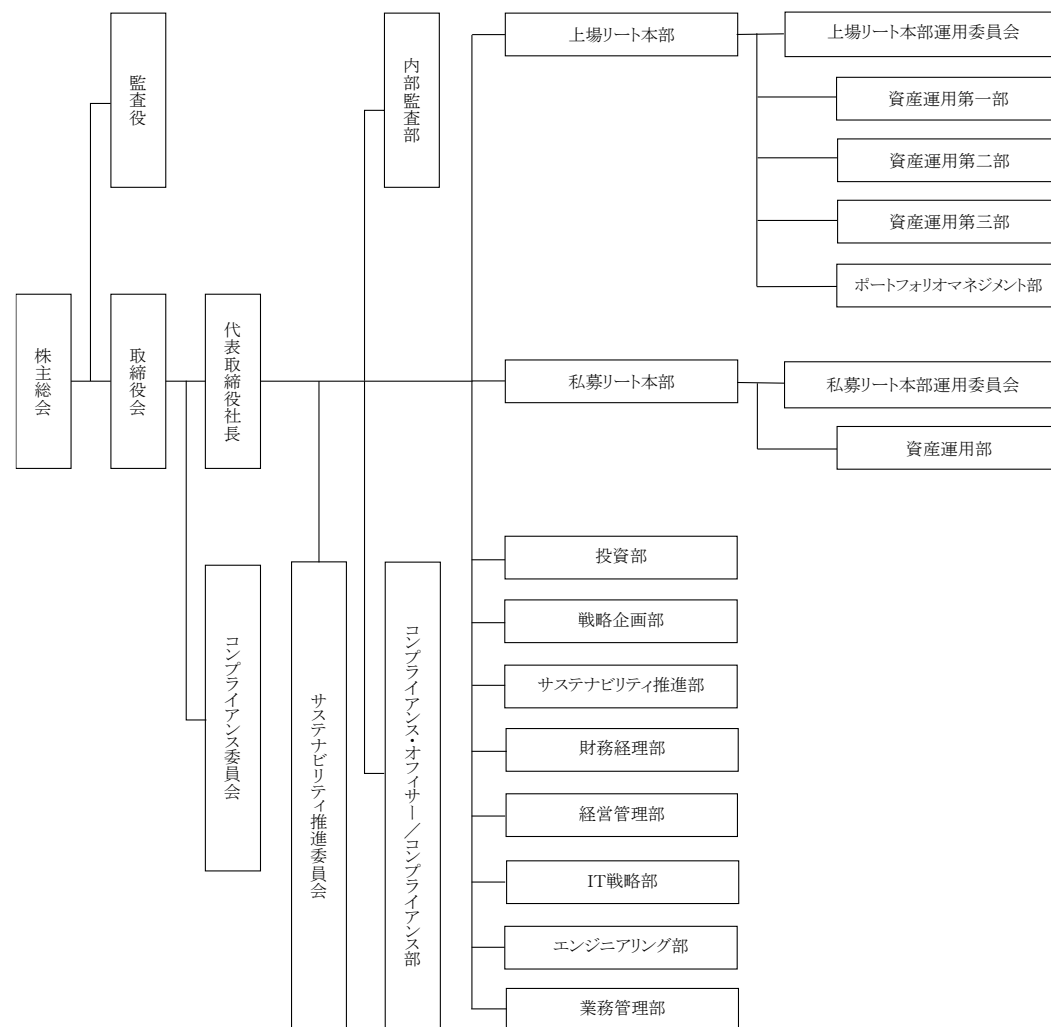 株主総会
監査役
取締役会
代表取締役社長
コンプライアンス委員会
サステナビリティ推進委員会
内部監査部
コンプライアンス・オフィサー／コンプライアンス部
上場リート本部
上場リート本部運用委員会
資産運用第一部
資産運用第二部
資産運用第三部
ポートフォリオマネジメント部
私募リート本部
私募リート本部運用委員会
資産運用部
投資部
戦略企画部
サステナビリティ推進部
財務経理部
経営管理部
IT戦略部
エンジニアリング部
業務管理部